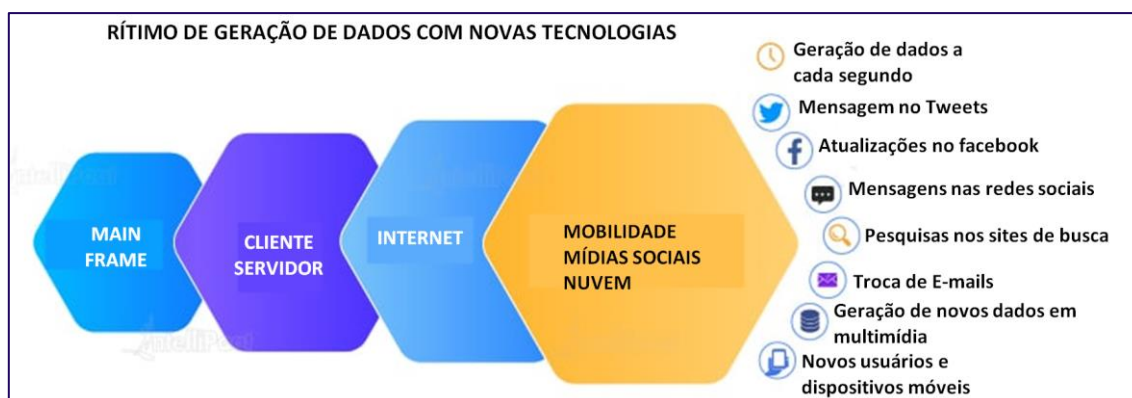 RÍTIMO DE GERAÇÃO DE DADOS COM NOVAS TECNOLOGIAS
MAIN
FRAME
CLIENTE
SERVIDOR
INTERNET
MOBILIDADE
MÍDIAS SOCIAIS
NUVEM
Geração de dados a
cada segundo
Mensagem no Tweets
Atualizações no facebook
Mensagens nas redes sociais
Pesquisas nos sites de busca
Troca de E-mails
Geração de novos dados em
multimídia
Novos usuários e
dispositivos móveis